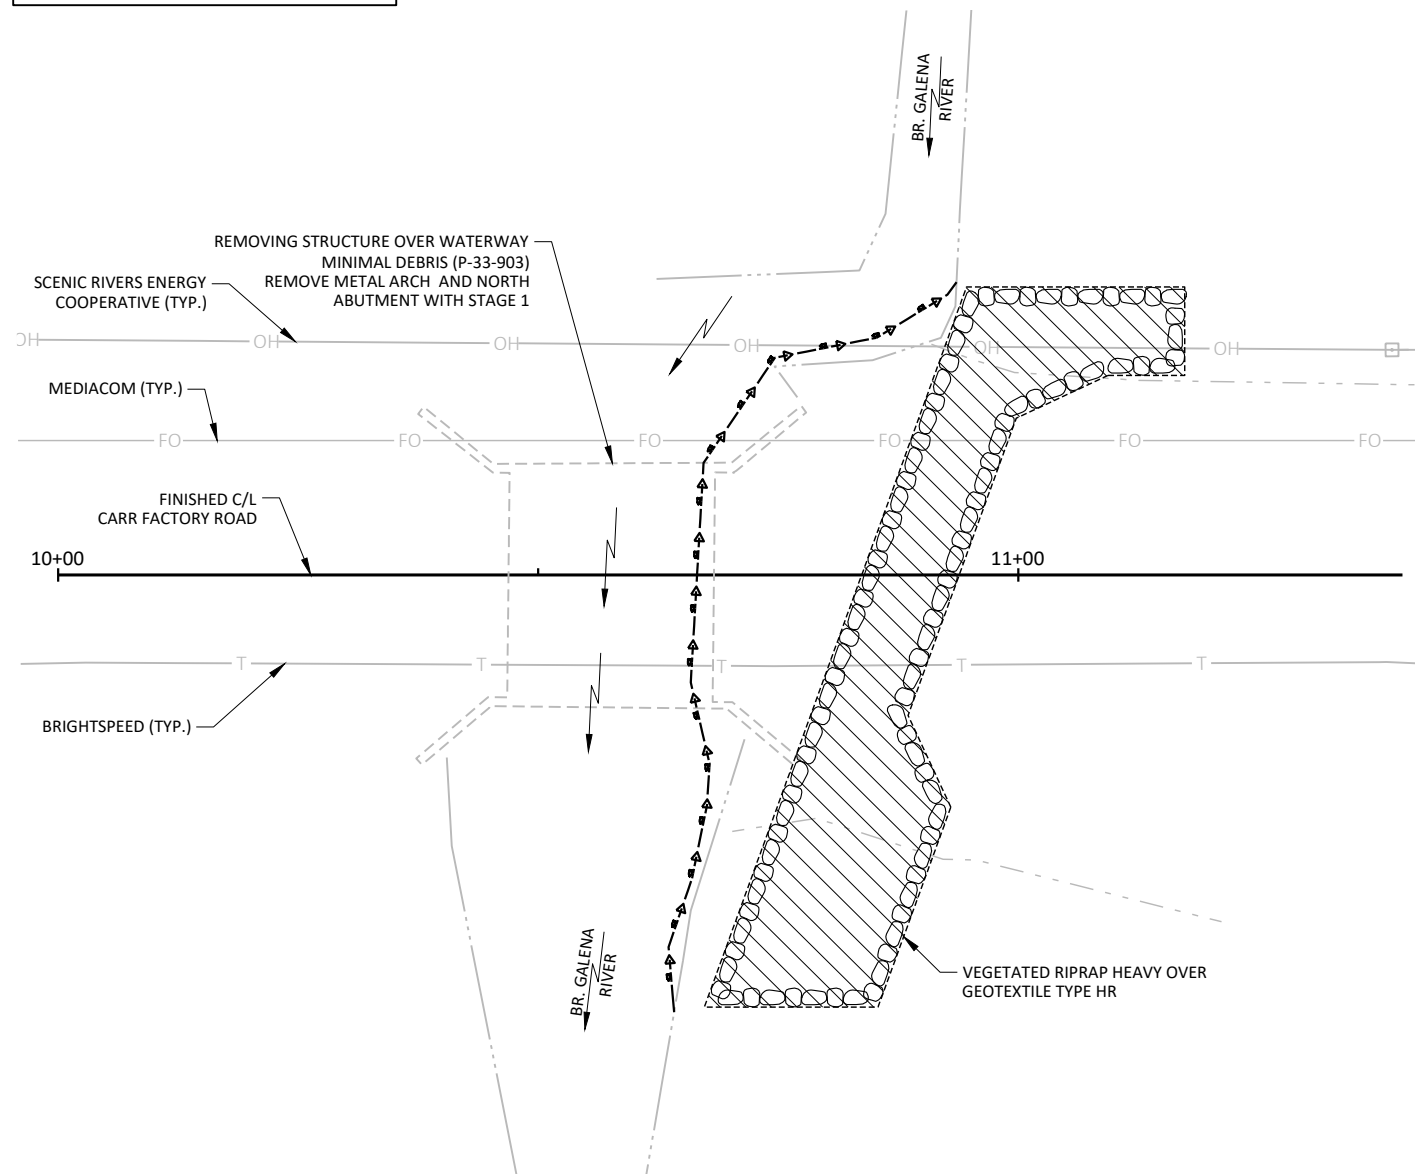 BR. GALENA
RIVER
REMOVING STRUCTURE OVER WATERWAY
MINIMAL DEBRIS (P-33-903)
REMOVE METAL ARCH AND NORTH
ABUTMENT WITH STAGE 1
SCENIC RIVERS ENERGY
COOPERATIVE (TYP.)
OH OH OH OH OH OH
MEDIACOM (TYP.)
FO FO FO FO FO FO
FINISHED C/L
CARR FACTORY ROAD
10+00
11+00
T T T T T
BRIGHTSPEED (TYP.)
BR. GALENA
RIVER
VEGETATED RIPRAP HEAVY OVER
GEOTEXTILE TYPE HR